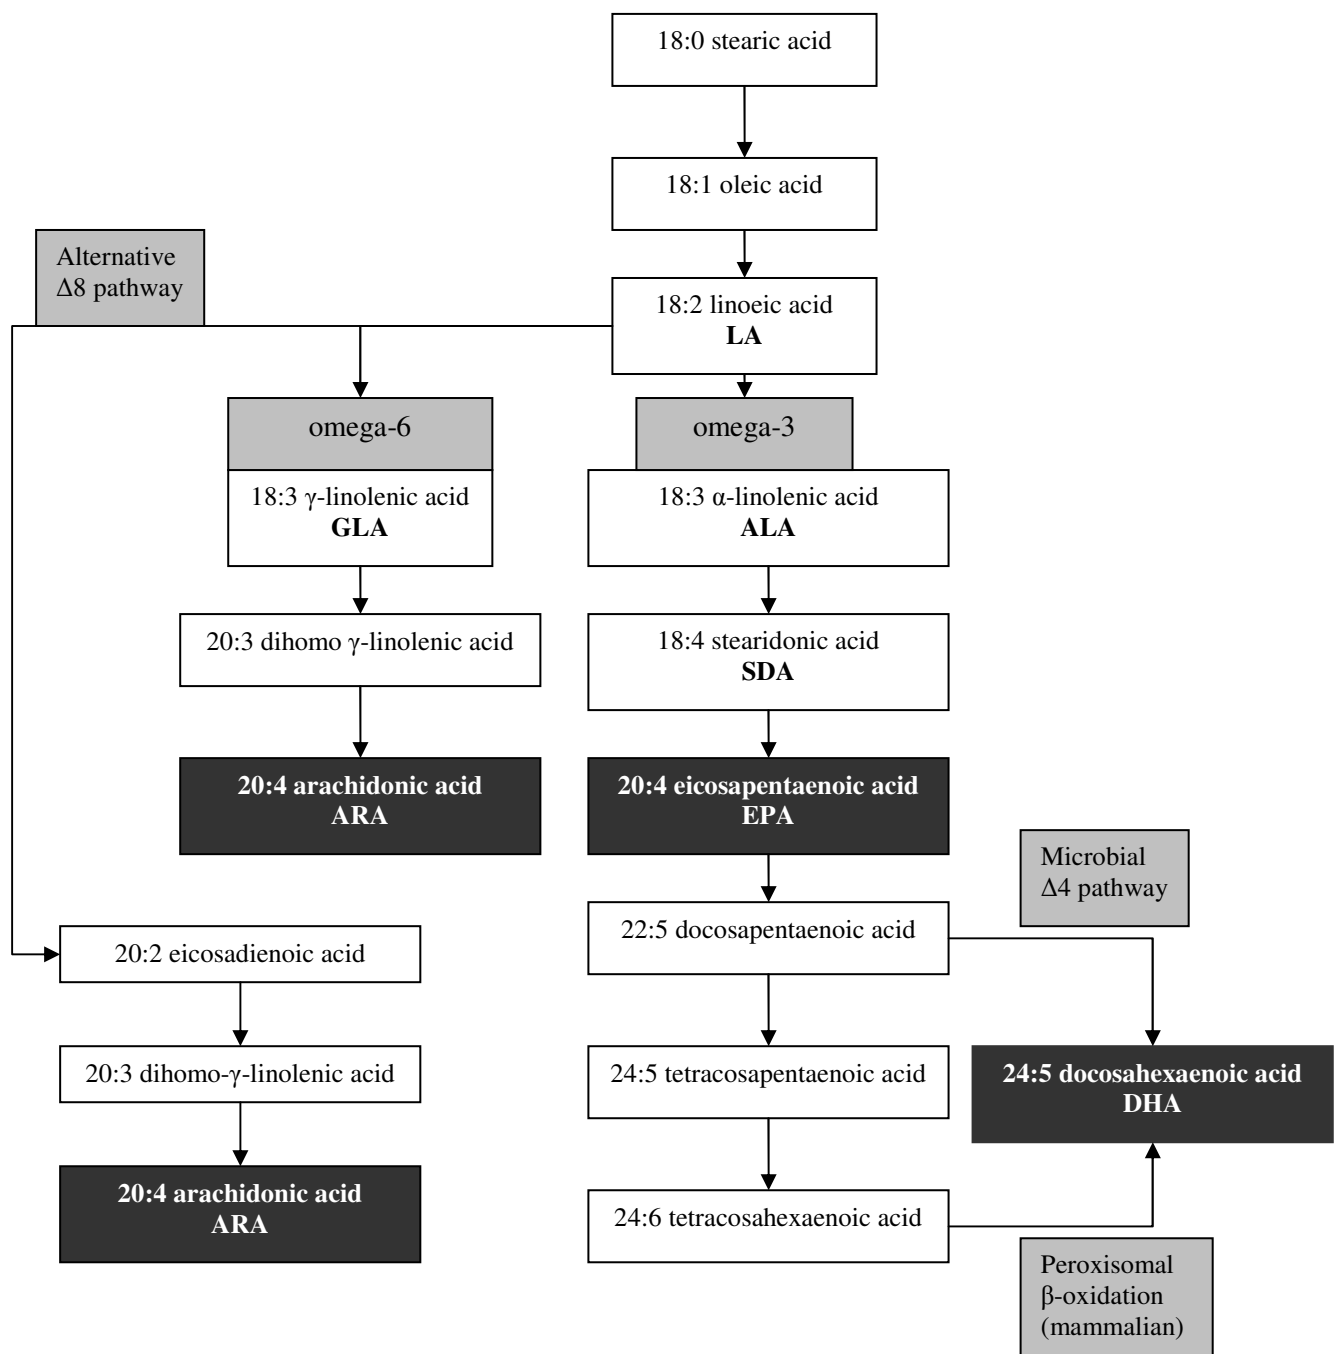 18:0 stearic acid
18:1 oleic acid
Alternative
Δ8 pathway
18:2 linoeic acid
LA
omega-6
omega-3
18:3 γ-linolenic acid
GLA
18:3 α-linolenic acid
ALA
20:3 dihomo γ-linolenic acid
18:4 stearidonic acid
SDA
20:4 arachidonic acid
ARA
20:4 eicosapentaenoic acid
EPA
Microbial
Δ4 pathway
22:5 docosapentaenoic acid
20:2 eicosadienoic acid
20:3 dihomo-γ-linolenic acid
24:5 tetracosapentaenoic acid
24:5 docosahexaenoic acid
DHA
20:4 arachidonic acid
ARA
24:6 tetracosahexaenoic acid
Peroxisomal
β-oxidation
(mammalian)